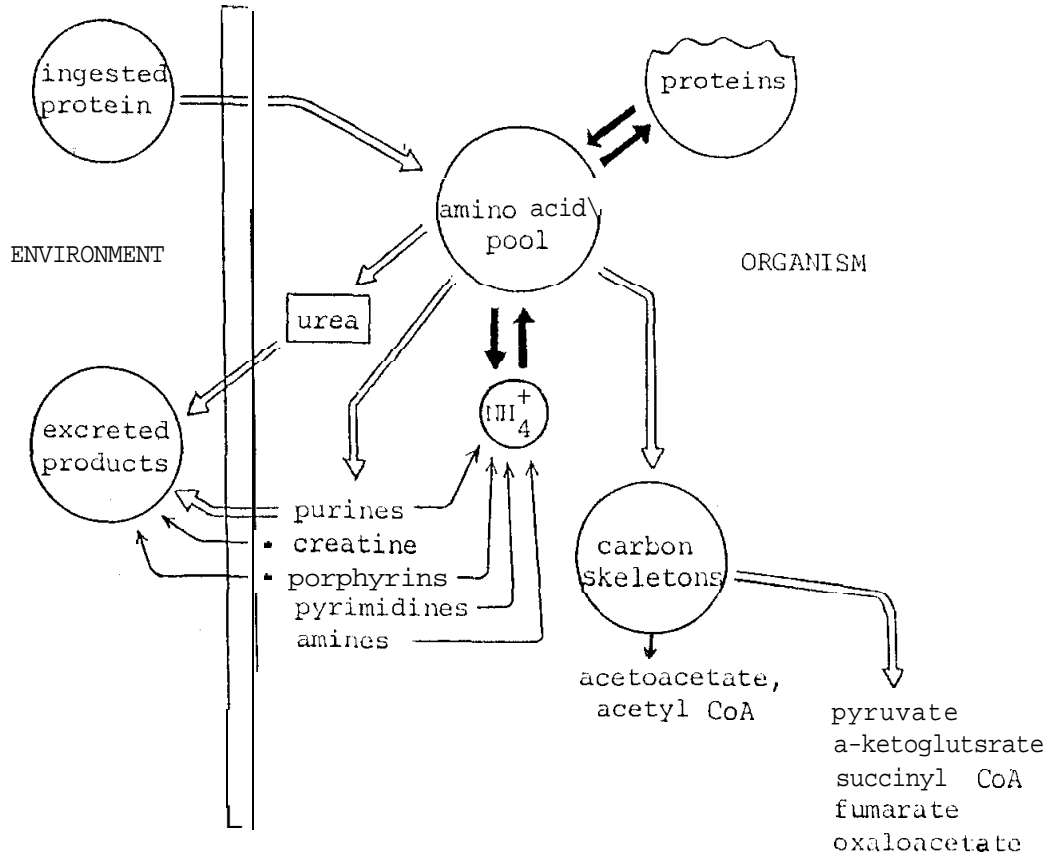 ingested
protein
proteins
amino acid
pool
ENVIRONMENT
ORGANISM
urea
NH4+
excreted
products
purines
creatine
porphyrins
pyrimidines
amines
carbon
skeletons
acetoacetate,
acetyl CoA
pyruvate
a-ketoglutsrate
succinyl CoA
fumarate
oxaloacetate